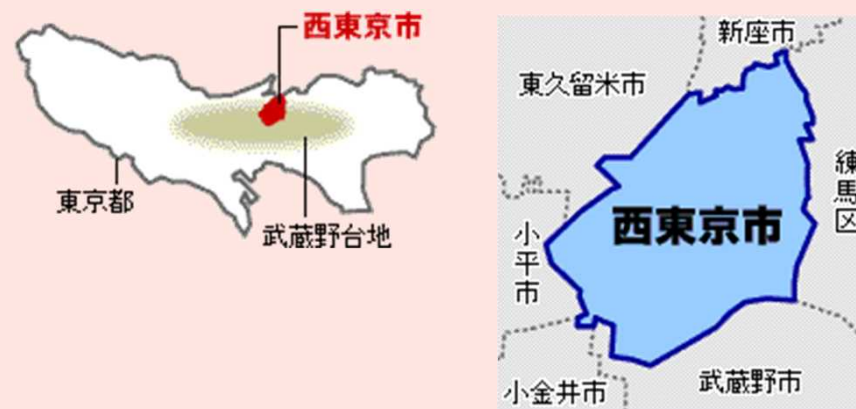 西東京市
東京都
武蔵野台地
新座市
東久留米市
練馬区
西東京市
小平市
小金井市
武蔵野市